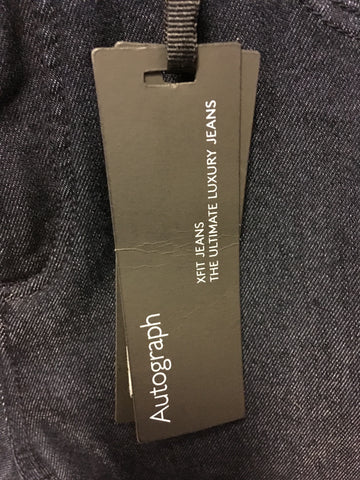 Autograph
XFIT JEANS
THE ULTIMATE LUXURY JEANS